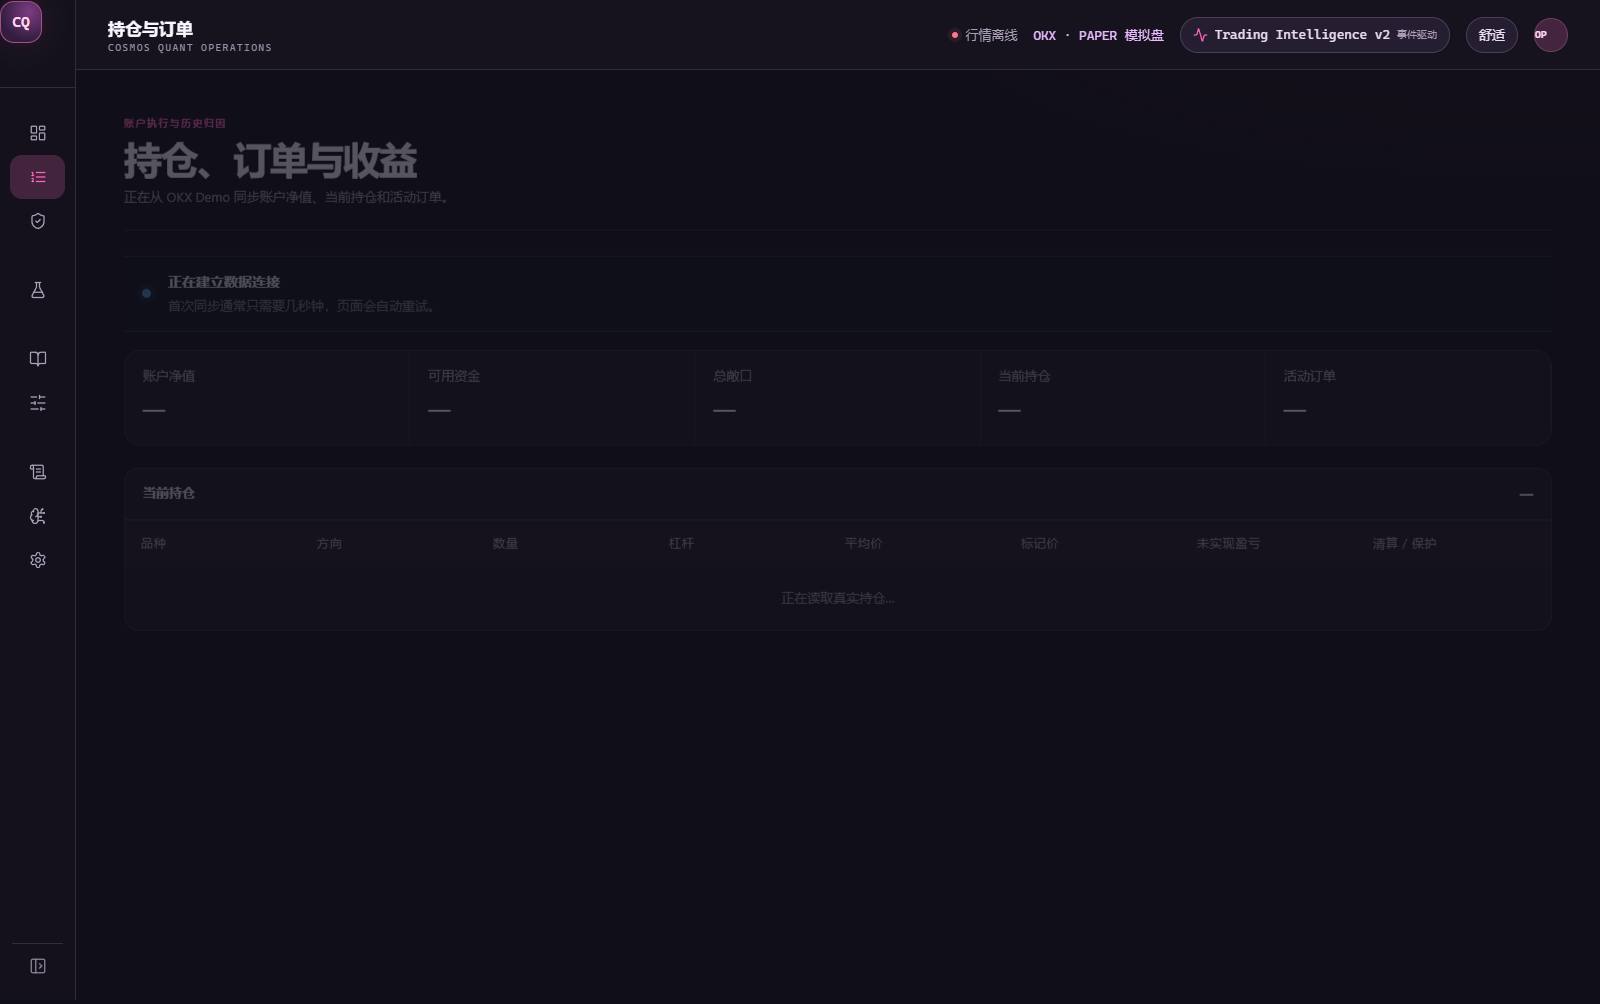 CQ
持仓与订单
COSMOS QUANT OPERATIONS
行情离线
OKX · PAPER 模拟盘
Trading Intelligence v2 事件驱动
舒适
OP
账户执行与历史归因
持仓、订单与收益
正在从 OKX Demo 同步账户净值、当前持仓和活动订单。
正在建立数据连接
首次同步通常只需要几秒钟，页面会自动重试。
账户净值
可用资金
总敞口
当前持仓
活动订单
—
—
—
—
—
当前持仓
—
品种
方向
数量
杠杆
平均价
标记价
未实现盈亏
清算 / 保护
正在读取真实持仓...